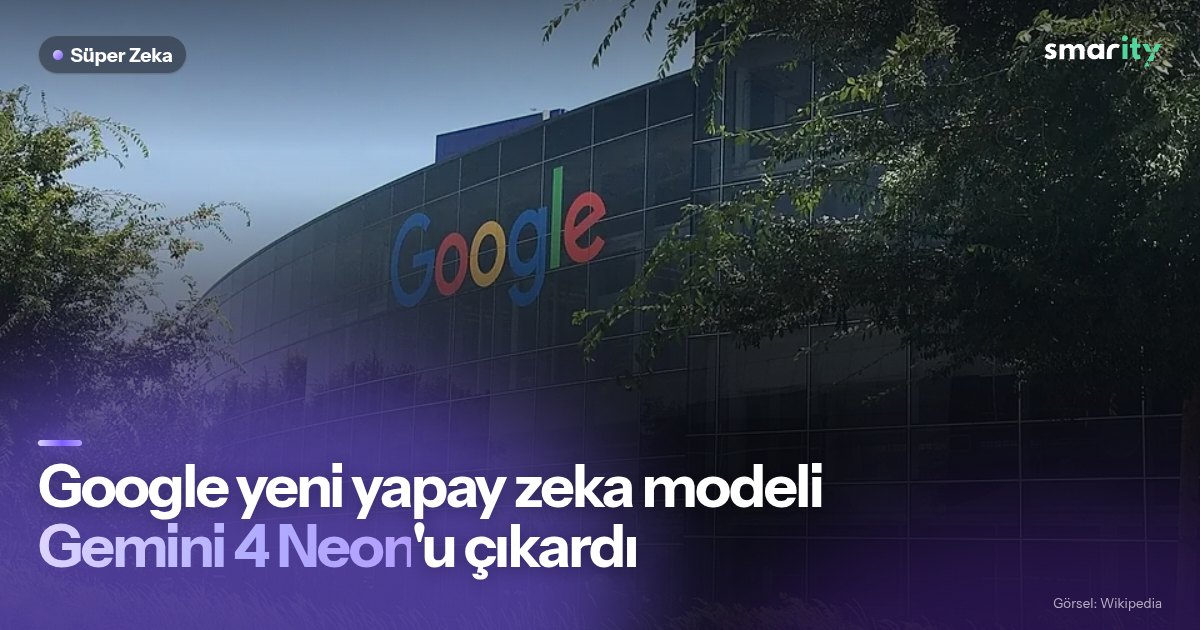 Süper Zeka
smarity
Google
Google yeni yapay zeka modeli
Gemini 4 Neon'u çıkardı
Görsel: Wikipedia